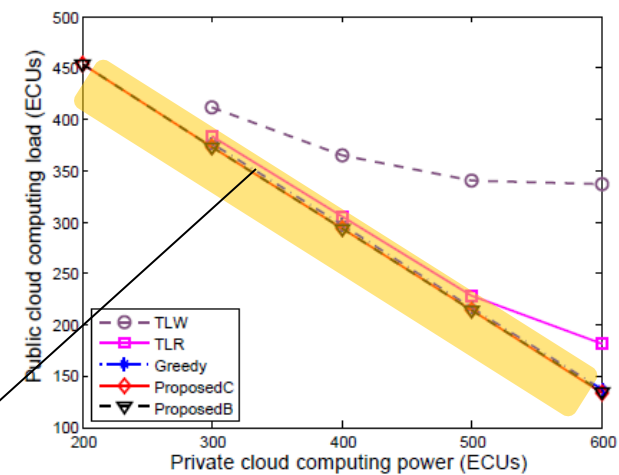 500
450
400
350
300
250
200
150
100
Public cloud computing load (ECUs)
TLW
TLR
Greedy
ProposedC
ProposedB
200
300
400
500
600
Private cloud computing power (ECUs)